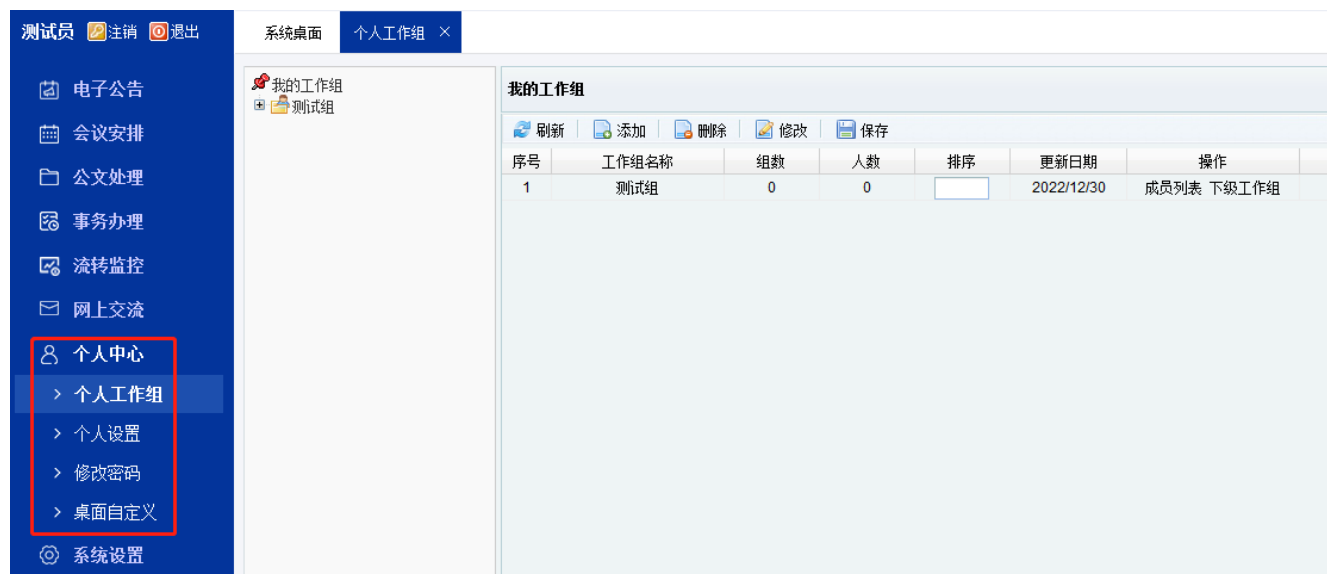 测试员 注销 退出
系统桌面 个人工作组 ×
电子公告
会议安排
公文处理
事务办理
流转监控
网上交流
个人中心
> 个人工作组
> 个人设置
> 修改密码
> 桌面自定义
系统设置
我的工作组
测试组
我的工作组
刷新 添加 删除 修改 保存
序号 工作组名称 组数 人数 排序 更新日期 操作
1 测试组 0 0 2022/12/30 成员列表 下级工作组